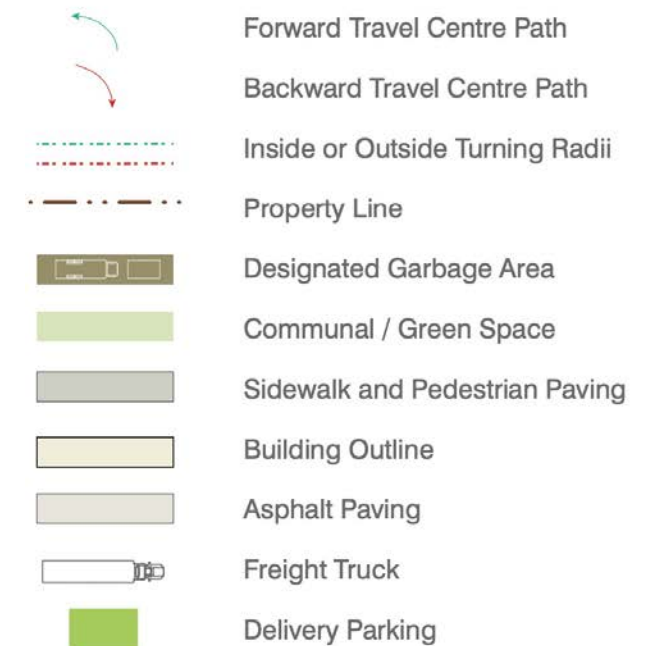 Forward Travel Centre Path
Backward Travel Centre Path
Inside or Outside Turning Radii
Property Line
Designated Garbage Area
Communal / Green Space
Sidewalk and Pedestrian Paving
Building Outline
Asphalt Paving
Freight Truck
Delivery Parking